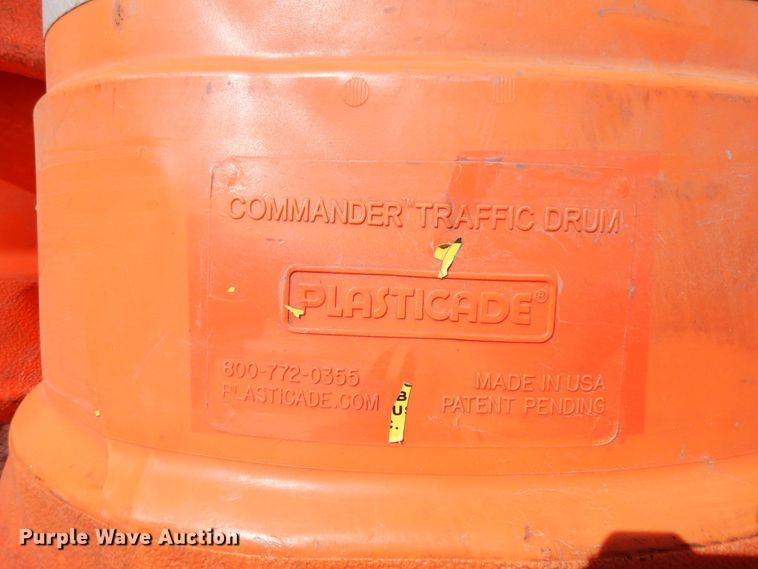 COMMANDER™ TRAFFIC DRUM
PLASTICADE®
800-772-0355
PLASTICADE.COM
MADE IN USA
PATENT PENDING
B
U
C.
Purple Wave Auction